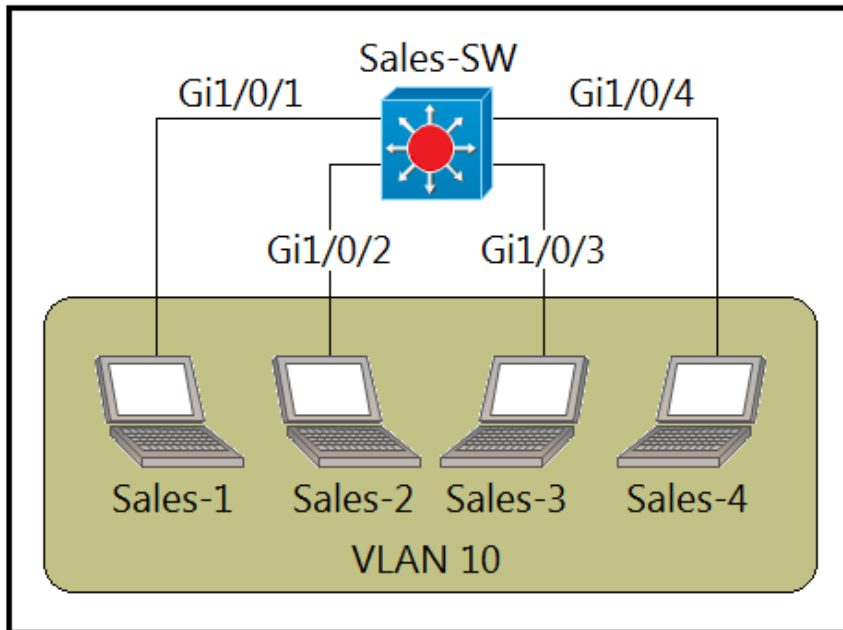 Sales-SW
Gi1/0/1
Gi1/0/4
Gi1/0/2
Gi1/0/3
Sales-1
Sales-2
Sales-3
Sales-4
VLAN 10